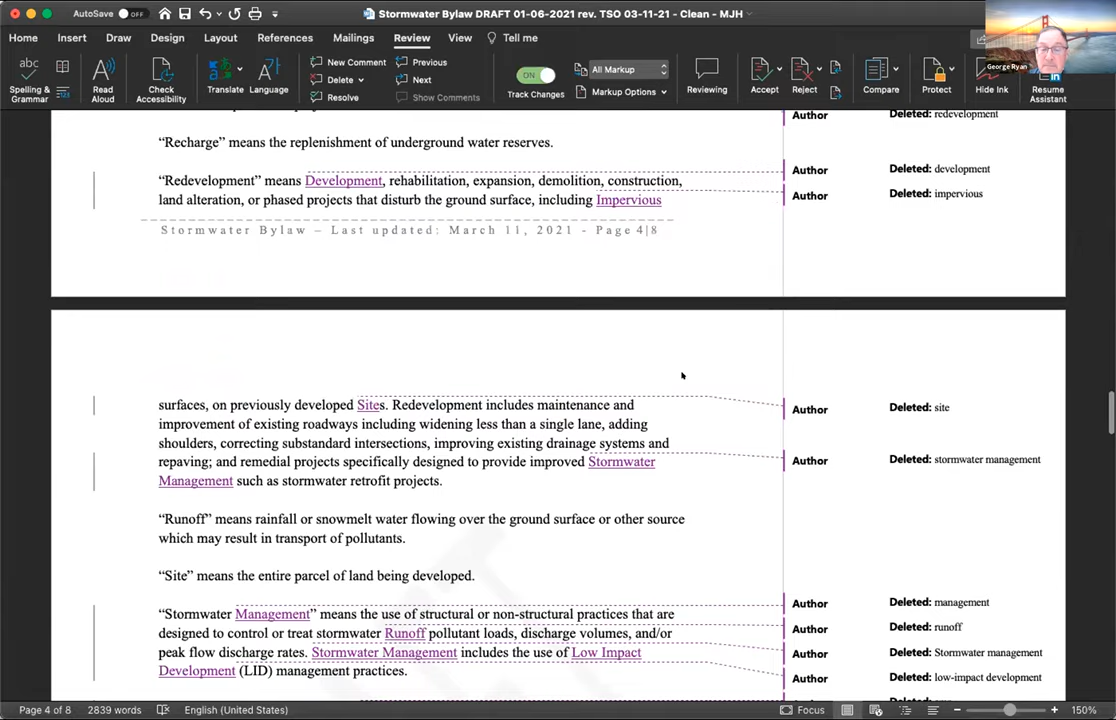 AutoSave OFF
Stormwater Bylaw DRAFT 01-06-2021 rev. TSO 03-11-21 - Clean - MJH
George Ryan
Home Insert Draw Design Layout References Mailings Review View Tell me
Spelling & Grammar
Read Aloud
Check Accessibility
Translate
Language
New Comment
Delete
Resolve
Previous
Next
Show Comments
ON
Track Changes
All Markup
Markup Options
Reviewing
Accept
Reject
Compare
Protect
Hide Ink
Resume Assistant
Author Deleted: redevelopment
“Recharge” means the replenishment of underground water reserves.
“Redevelopment” means Development, rehabilitation, expansion, demolition, construction,
Author Deleted: development
land alteration, or phased projects that disturb the ground surface, including Impervious
Author Deleted: impervious
Stormwater Bylaw – Last updated: March 11, 2021 - Page 4|8
surfaces, on previously developed Sites. Redevelopment includes maintenance and
Author Deleted: site
improvement of existing roadways including widening less than a single lane, adding
shoulders, correcting substandard intersections, improving existing drainage systems and
repaving; and remedial projects specifically designed to provide improved Stormwater
Author Deleted: stormwater management
Management such as stormwater retrofit projects.
“Runoff” means rainfall or snowmelt water flowing over the ground surface or other source
which may result in transport of pollutants.
“Site” means the entire parcel of land being developed.
“Stormwater Management” means the use of structural or non-structural practices that are
Author Deleted: management
designed to control or treat stormwater Runoff pollutant loads, discharge volumes, and/or
Author Deleted: runoff
peak flow discharge rates. Stormwater Management includes the use of Low Impact
Author Deleted: Stormwater management
Development (LID) management practices.
Author Deleted: low-impact development
Page 4 of 8 2839 words English (United States) Focus 150%